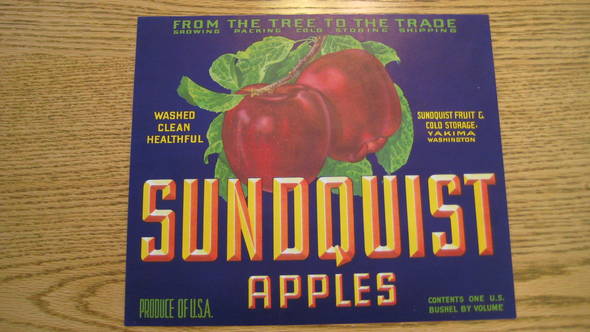 FROM THE TREE TO THE TRADE
GROWING PACKING COLD STORING SHIPPING
WASHED
CLEAN
HEALTHFUL
SUNDQUIST FRUIT &
COLD STORAGE,
YAKIMA
WASHINGTON
SUNDQUIST
APPLES
PRODUCE OF U.S.A.
CONTENTS ONE U.S.
BUSHEL BY VOLUME